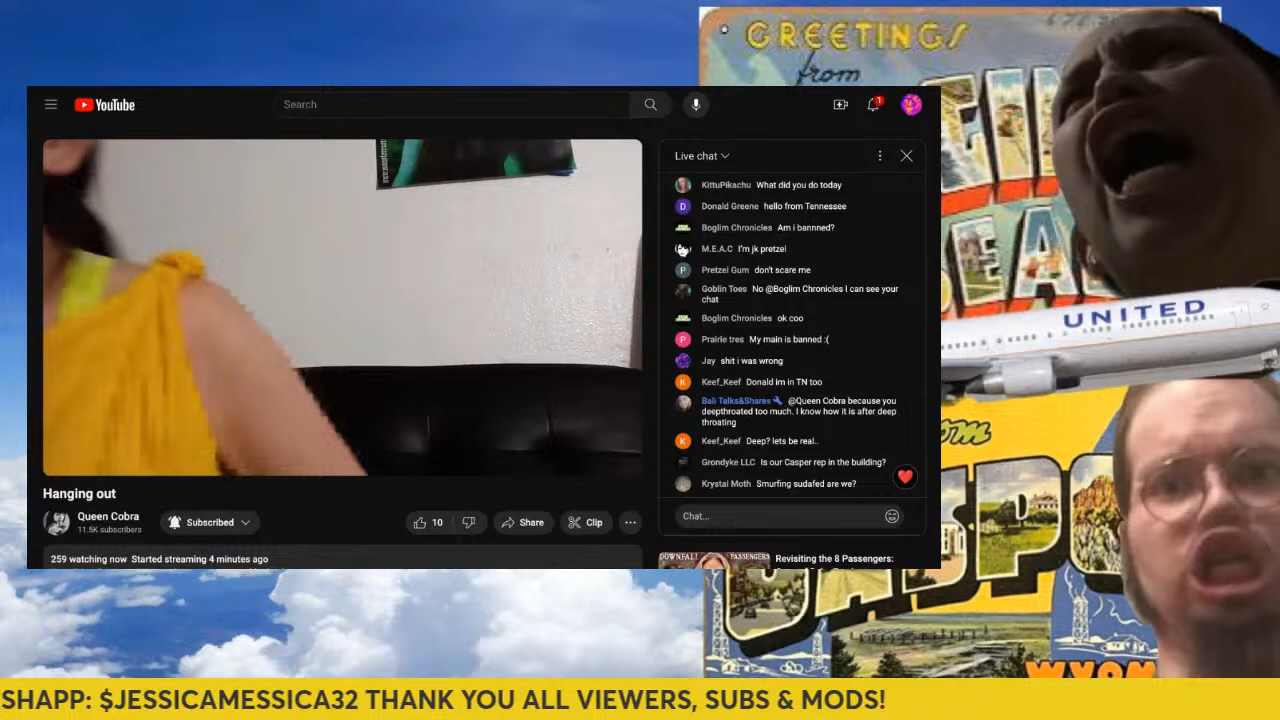 GREETINGS
from
YouTube
Search
1
Live chat
KittuPikachu What did you do today
D Donald Greene hello from Tennessee
Boglim Chronicles Am i bannned?
M.E.A.C I'm jk pretzel
P Pretzel Gum don't scare me
Goblin Toes No @Boglim Chronicles I can see your
chat
Boglim Chronicles ok coo
P Prairie tres My main is banned :(
Jay shit i was wrong
K Keef_Keef Donald im in TN too
Bali Talks&Shares @Queen Cobra because you
deepthroated too much. I know how it is after deep
throating
K Keef_Keef Deep? lets be real..
Grondyke LLC Is our Casper rep in the building?
Krystal Moth Smurfing sudafed are we?
Chat...
Hanging out
Queen Cobra
11.5K subscribers
Subscribed
10
Share
Clip
259 watching now Started streaming 4 minutes ago
DOWNFALL
PASSENGERS
Revisiting the 8 Passengers:
UNITED
SHAPP: $JESSICAMESSICA32 THANK YOU ALL VIEWERS, SUBS & MODS!